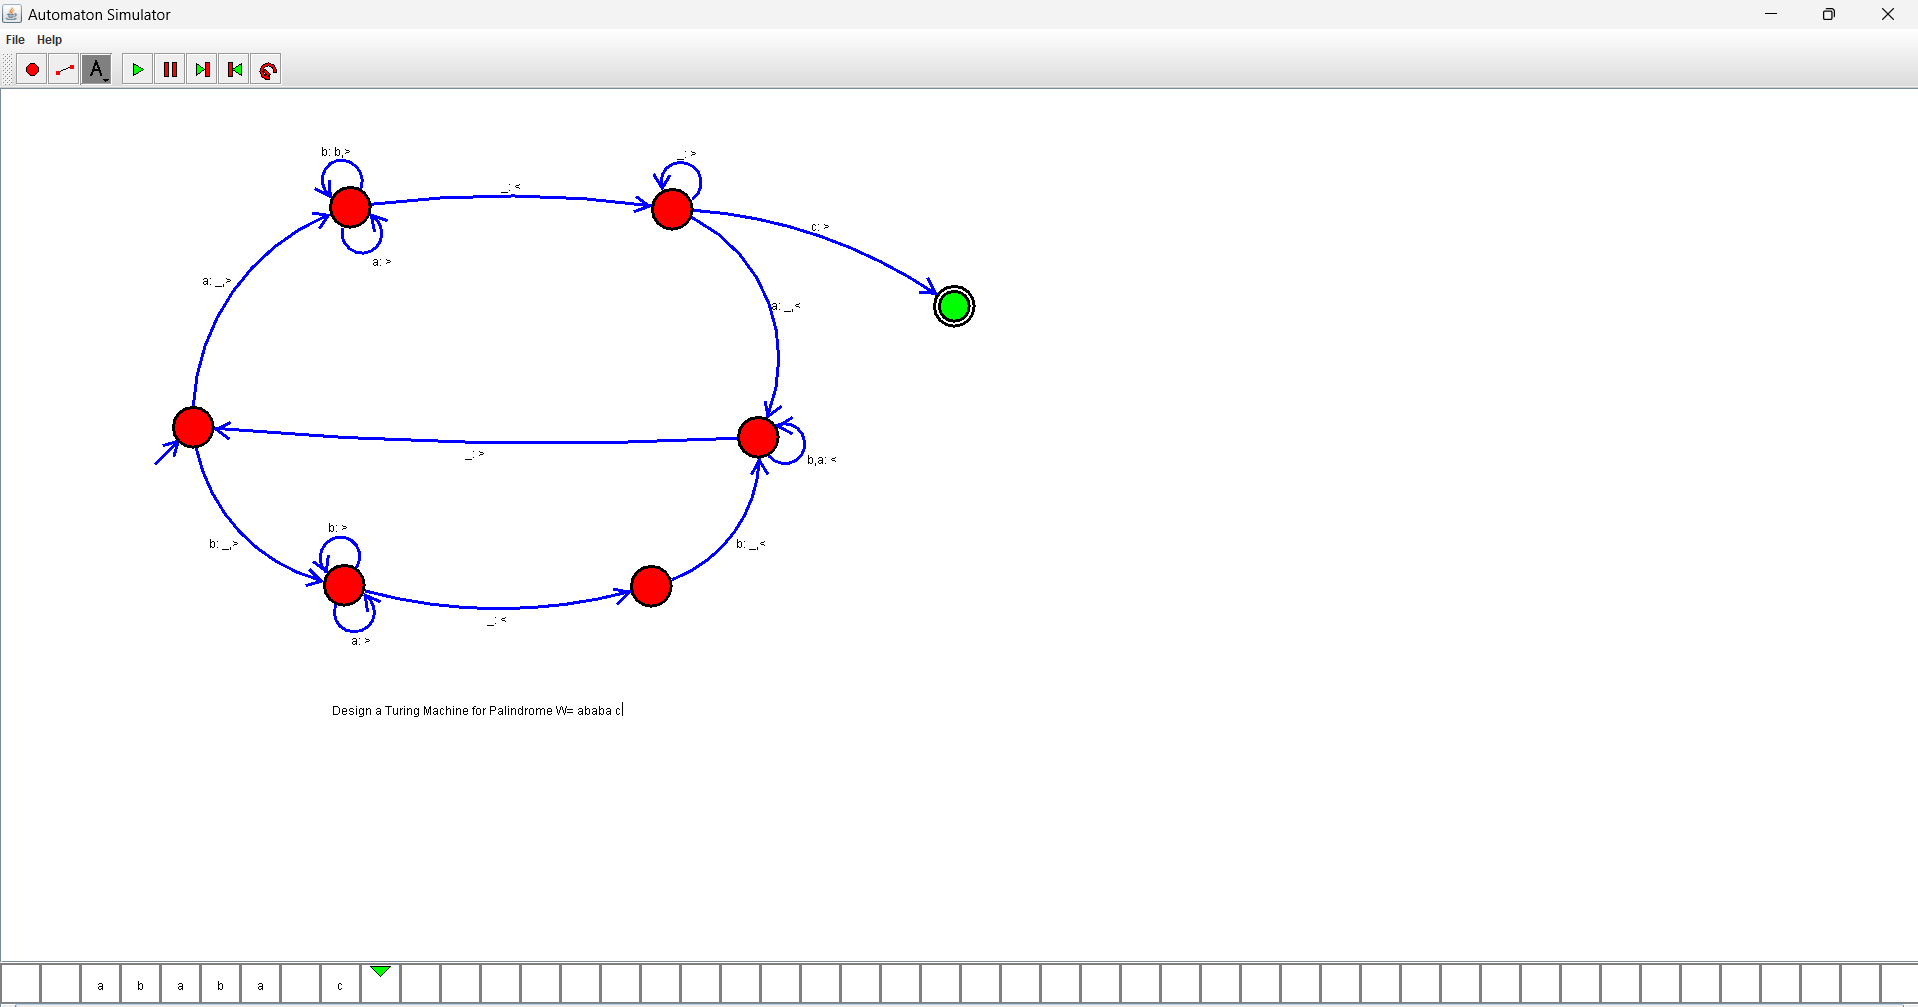 Automaton Simulator
File Help
A
b: b,>
_: >
_: <
c: >
a: >
a: _,>
a: _,<
_: >
b,a: <
b: >
b: _,>
b: _,<
_: <
a: >
Design a Turing Machine for Palindrome W= ababa c
a b a b a c